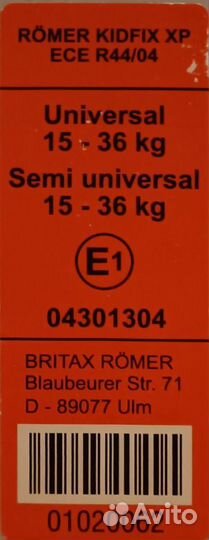 RÖMER KIDFIX XP
ECE R44/04
Universal
15 - 36 kg
Semi universal
15 - 36 kg
E1
04301304
BRITAX RÖMER
Blaubeurer Str. 71
D - 89077 Ulm
Avito